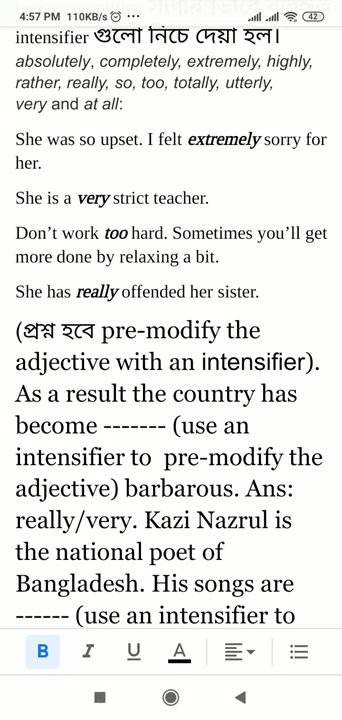 4:57 PM 110KB/s ... 42
intensifier গুলো নিচে দেয়া হল।
absolutely, completely, extremely, highly,
rather, really, so, too, totally, utterly,
very and at all:
She was so upset. I felt extremely sorry for
her.
She is a very strict teacher.
Don’t work too hard. Sometimes you’ll get
more done by relaxing a bit.
She has really offended her sister.
(প্রশ্ন হবে pre-modify the
adjective with an intensifier).
As a result the country has
become ------- (use an
intensifier to pre-modify the
adjective) barbarous. Ans:
really/very. Kazi Nazrul is
the national poet of
Bangladesh. His songs are
------ (use an intensifier to
B I U A